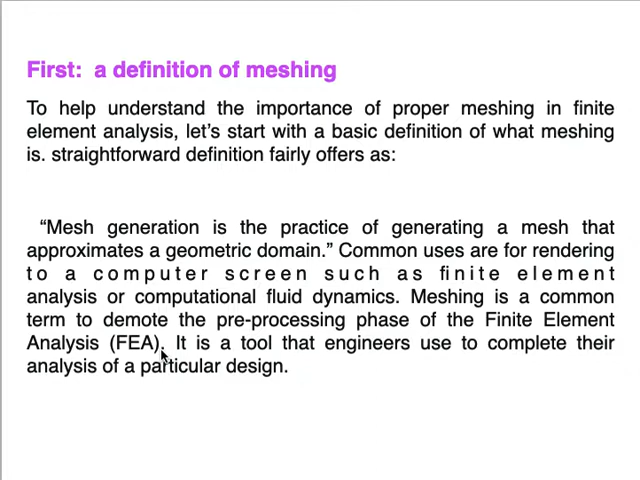 First: a definition of meshing
To help understand the importance of proper meshing in finite
element analysis, let’s start with a basic definition of what meshing
is. straightforward definition fairly offers as:
“Mesh generation is the practice of generating a mesh that
approximates a geometric domain.” Common uses are for rendering
to a computer screen such as finite element
analysis or computational fluid dynamics. Meshing is a common
term to demote the pre-processing phase of the Finite Element
Analysis (FEA). It is a tool that engineers use to complete their
analysis of a particular design.